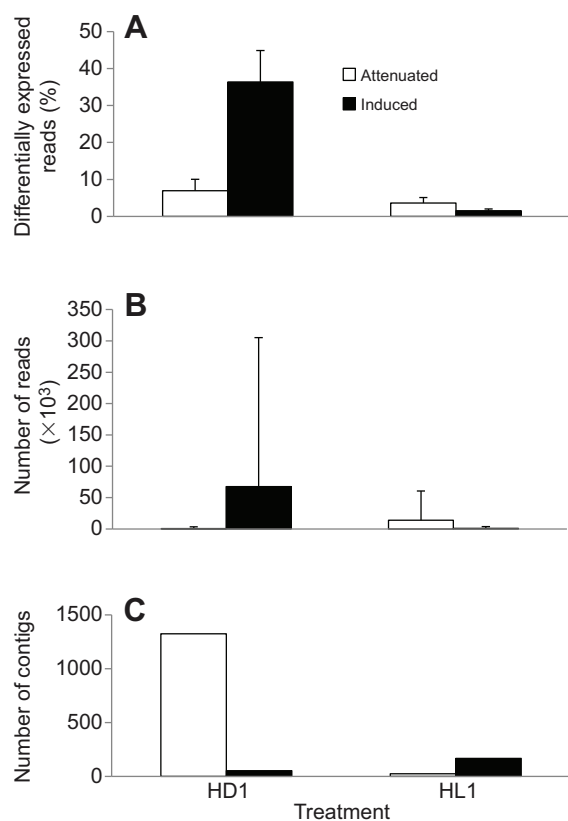 A
Differentially expressed
reads (%)
50
40
30
20
10
0
Attenuated
Induced
B
Number of reads
(×10³)
350
300
250
200
150
100
50
0
C
Number of contigs
1500
1000
500
0
HD1
HL1
Treatment